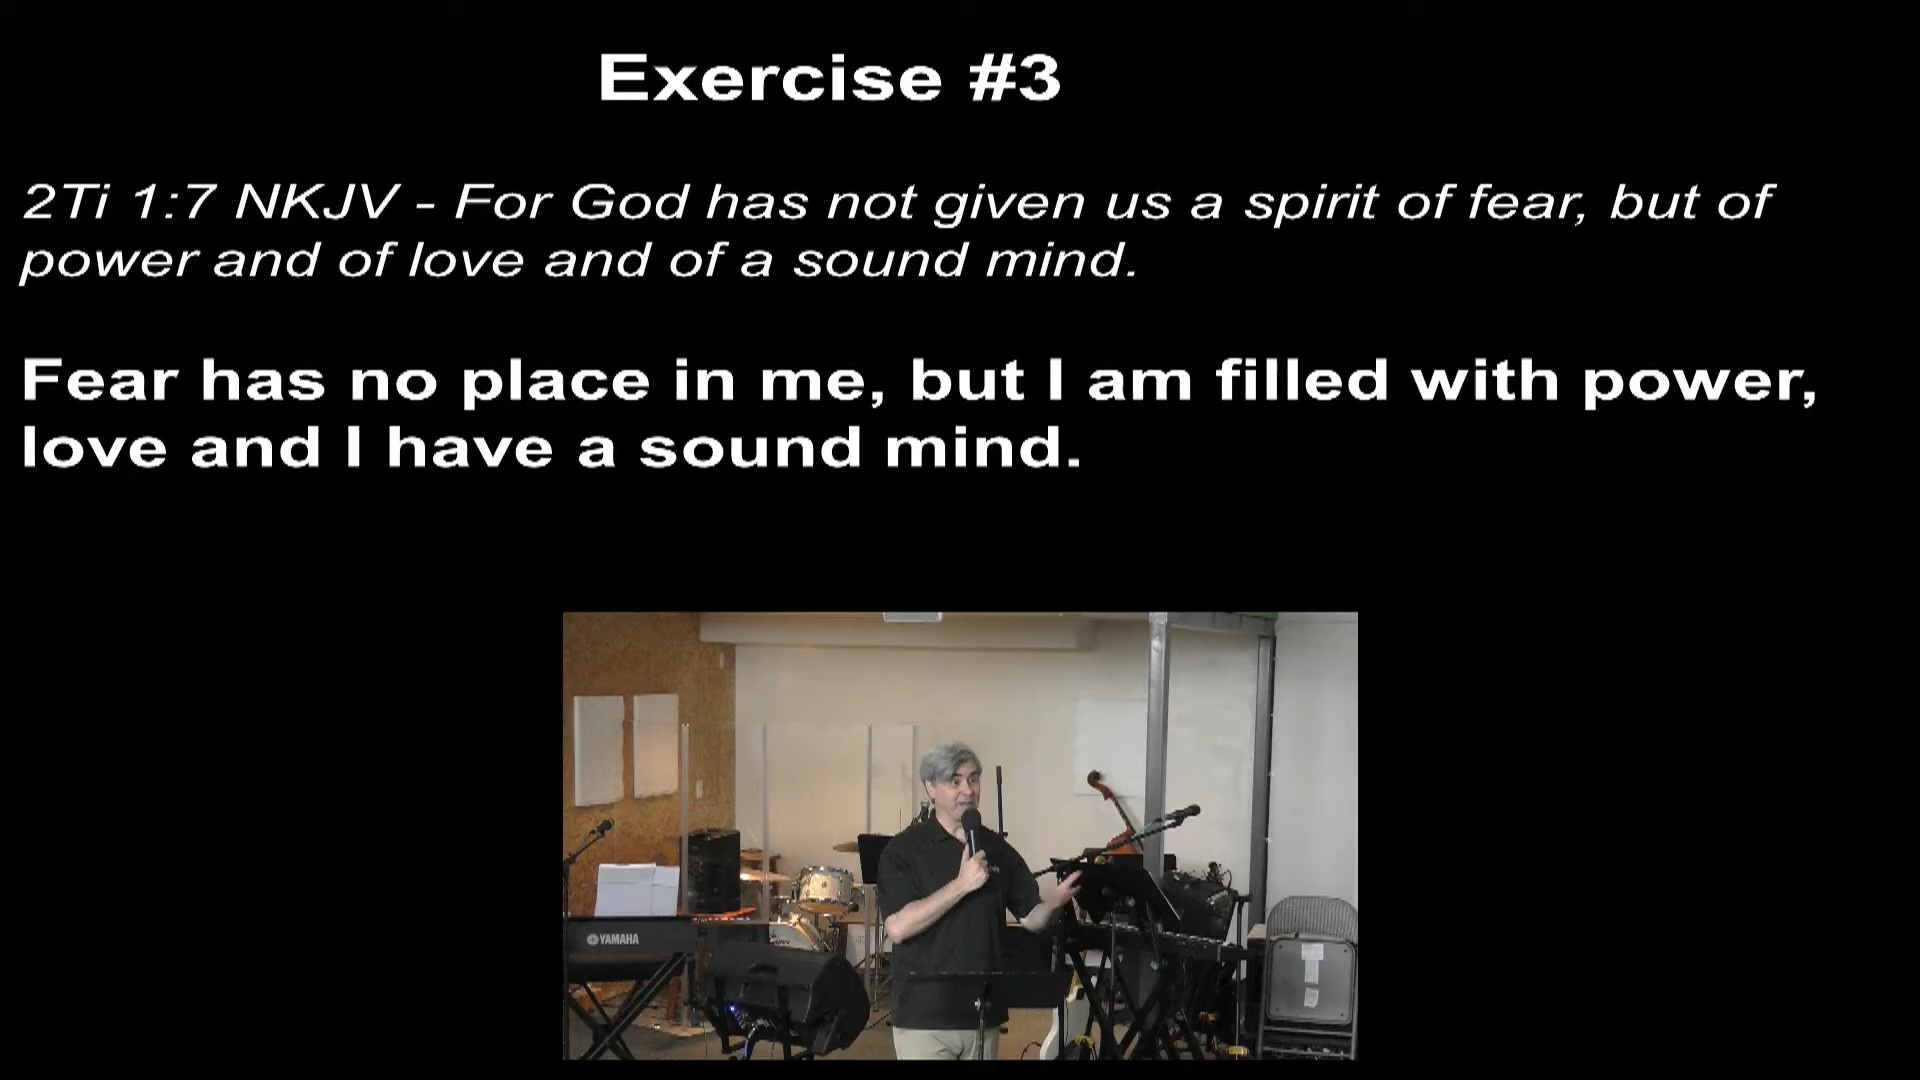 Exercise #3
2Ti 1:7 NKJV - For God has not given us a spirit of fear, but of
power and of love and of a sound mind.
Fear has no place in me, but I am filled with power,
love and I have a sound mind.
YAMAHA